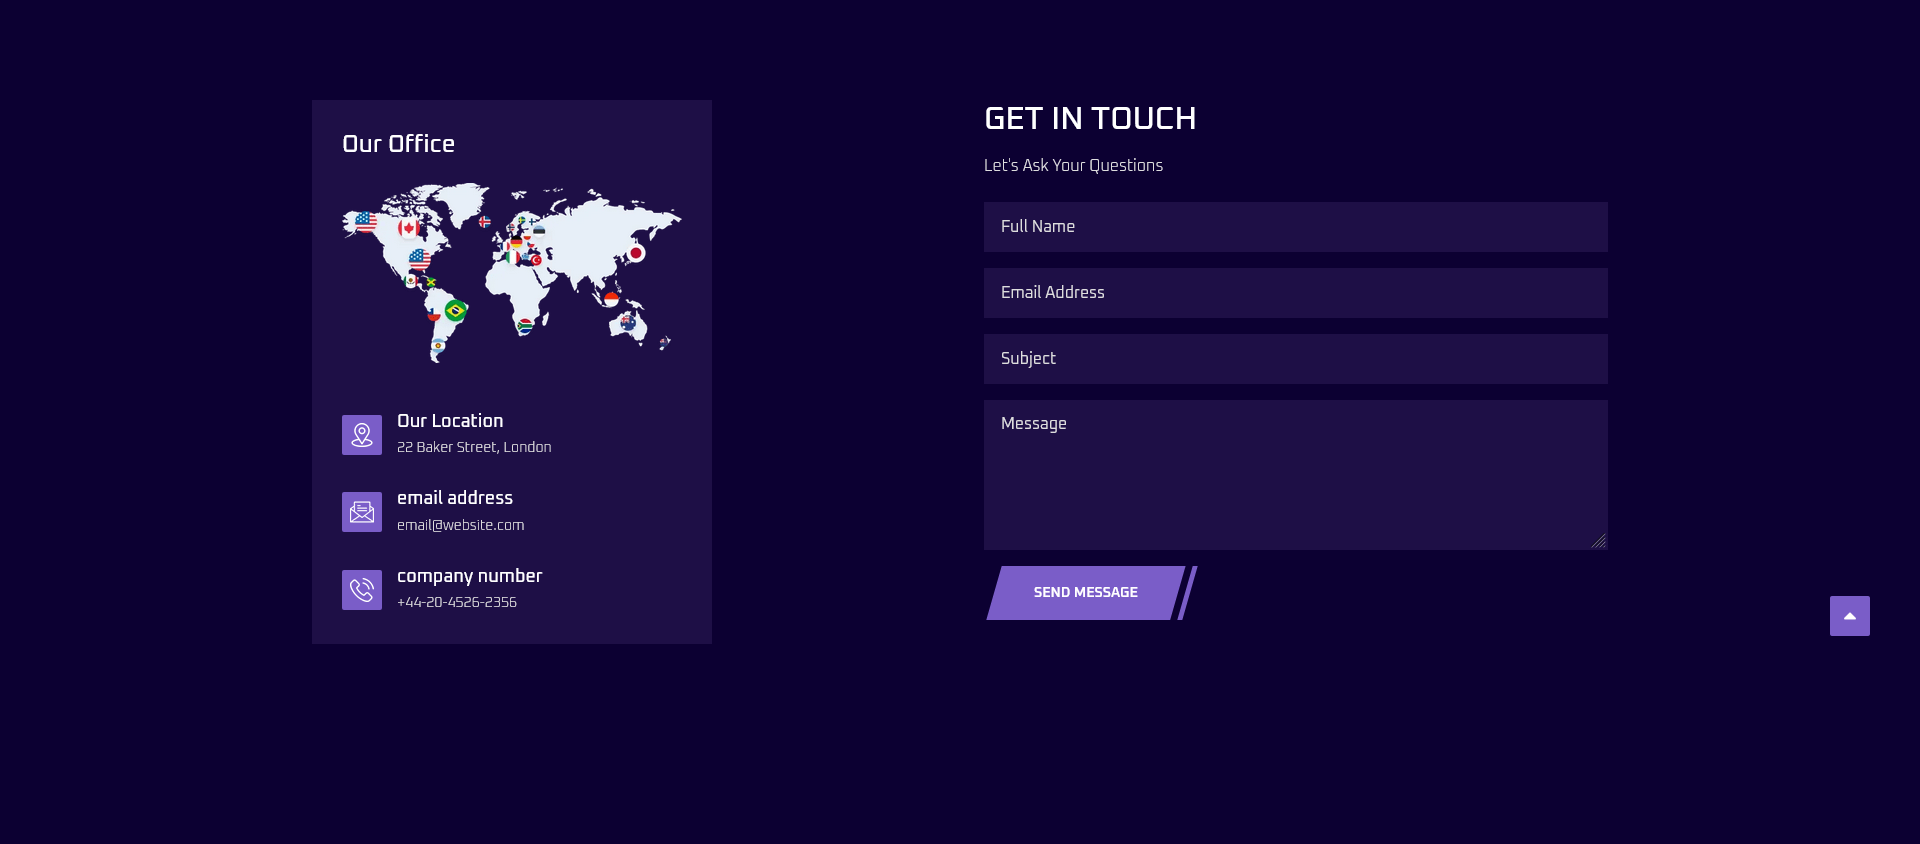 Our Office
Our Location
22 Baker Street, London
email address
email@website.com
company number
+44-20-4526-2356
GET IN TOUCH
Let's Ask Your Questions
Full Name
Email Address
Subject
Message
SEND MESSAGE